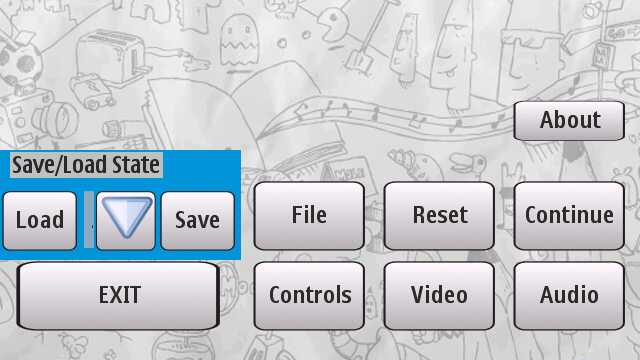 About
Save/Load State
Load
Save
File
Reset
Continue
EXIT
Controls
Video
Audio